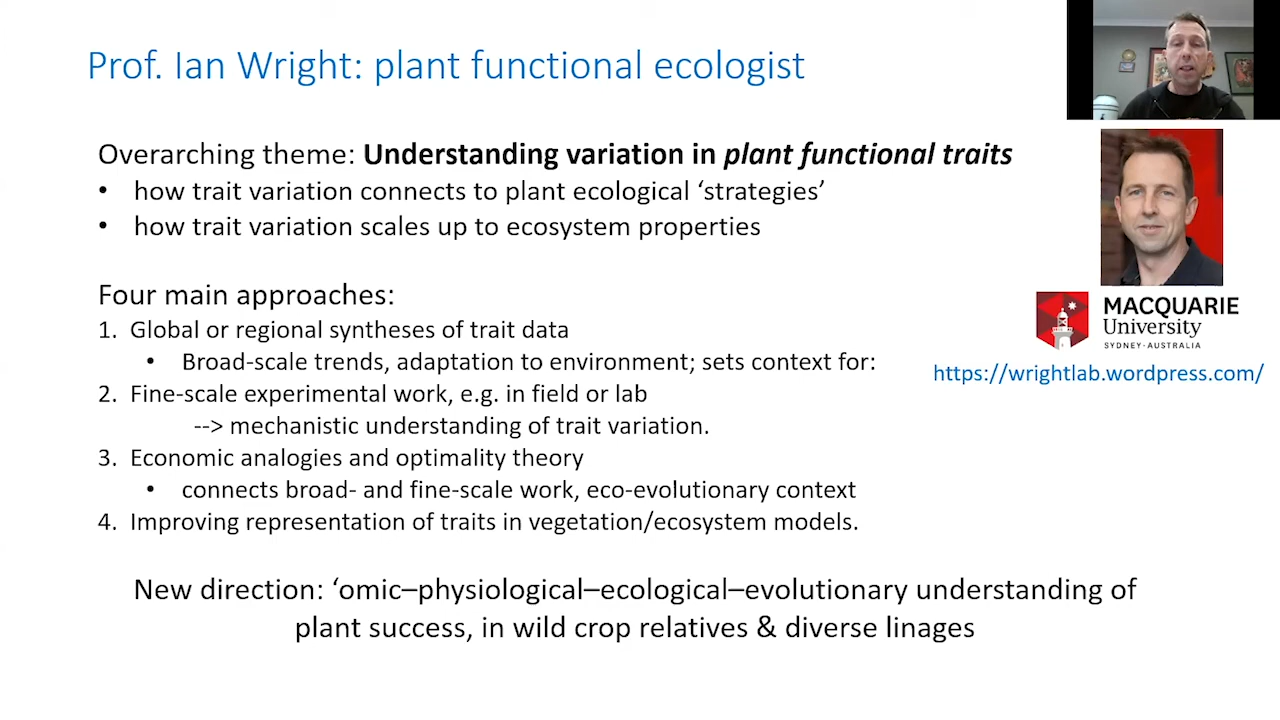 Prof. Ian Wright: plant functional ecologist
Overarching theme: Understanding variation in plant functional traits
• how trait variation connects to plant ecological ‘strategies’
• how trait variation scales up to ecosystem properties
Four main approaches:
1. Global or regional syntheses of trait data
• Broad-scale trends, adaptation to environment; sets context for:
2. Fine-scale experimental work, e.g. in field or lab
--> mechanistic understanding of trait variation.
3. Economic analogies and optimality theory
• connects broad- and fine-scale work, eco-evolutionary context
4. Improving representation of traits in vegetation/ecosystem models.
MACQUARIE
University
SYDNEY·AUSTRALIA
https://wrightlab.wordpress.com/
New direction: ‘omic–physiological–ecological–evolutionary understanding of
plant success, in wild crop relatives & diverse linages